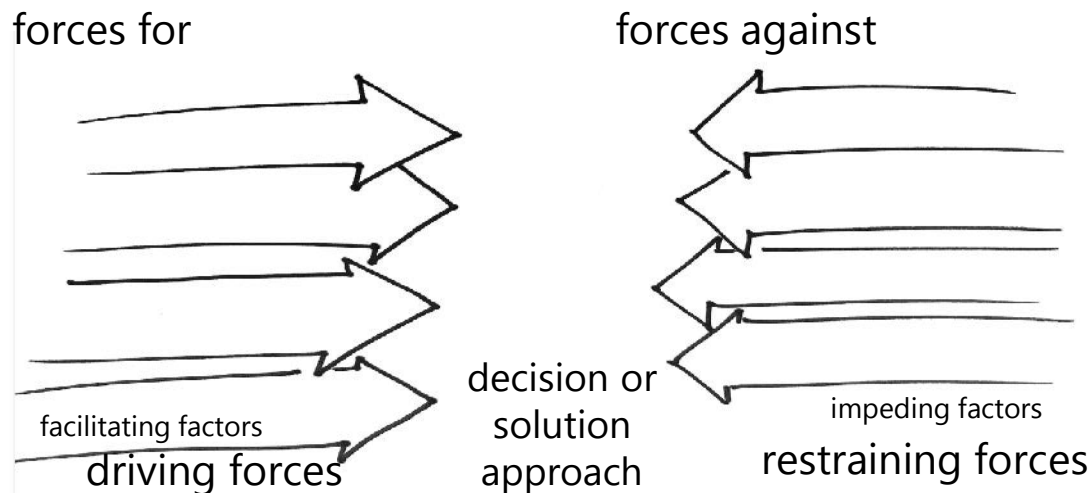 forces for
forces against
facilitating factors
driving forces
decision or
solution
approach
impeding factors
restraining forces